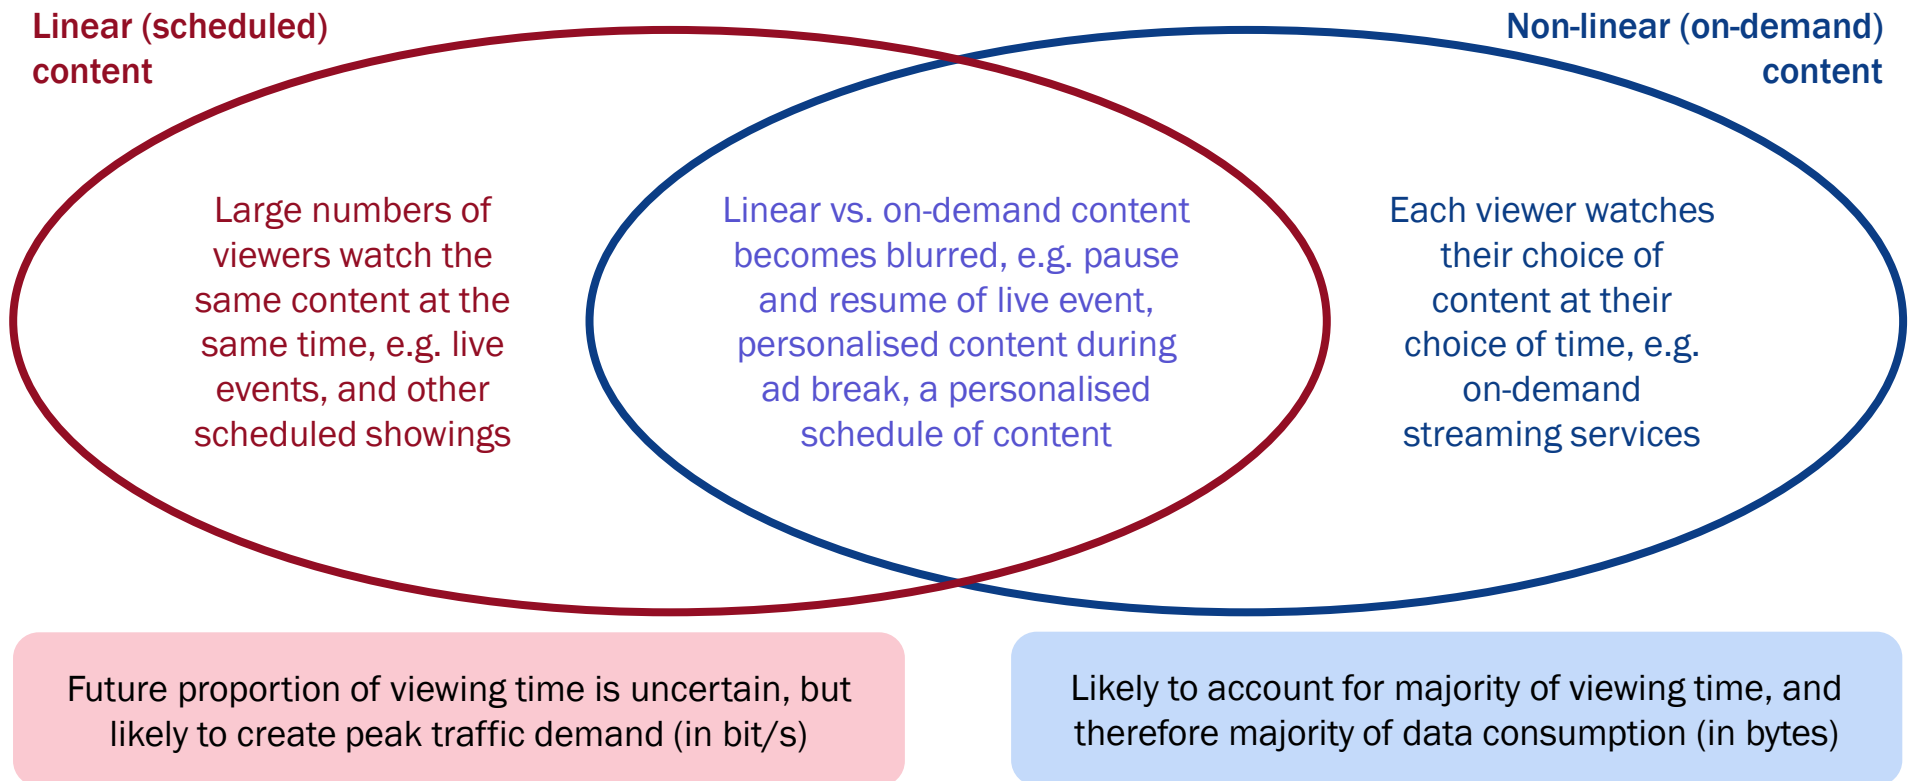 Linear (scheduled)
content
Non-linear (on-demand)
content
Large numbers of
viewers watch the
same content at the
same time, e.g. live
events, and other
scheduled showings
Linear vs. on-demand content
becomes blurred, e.g. pause
and resume of live event,
personalised content during
ad break, a personalised
schedule of content
Each viewer watches
their choice of
content at their
choice of time, e.g.
on-demand
streaming services
Future proportion of viewing time is uncertain, but
likely to create peak traffic demand (in bit/s)
Likely to account for majority of viewing time, and
therefore majority of data consumption (in bytes)